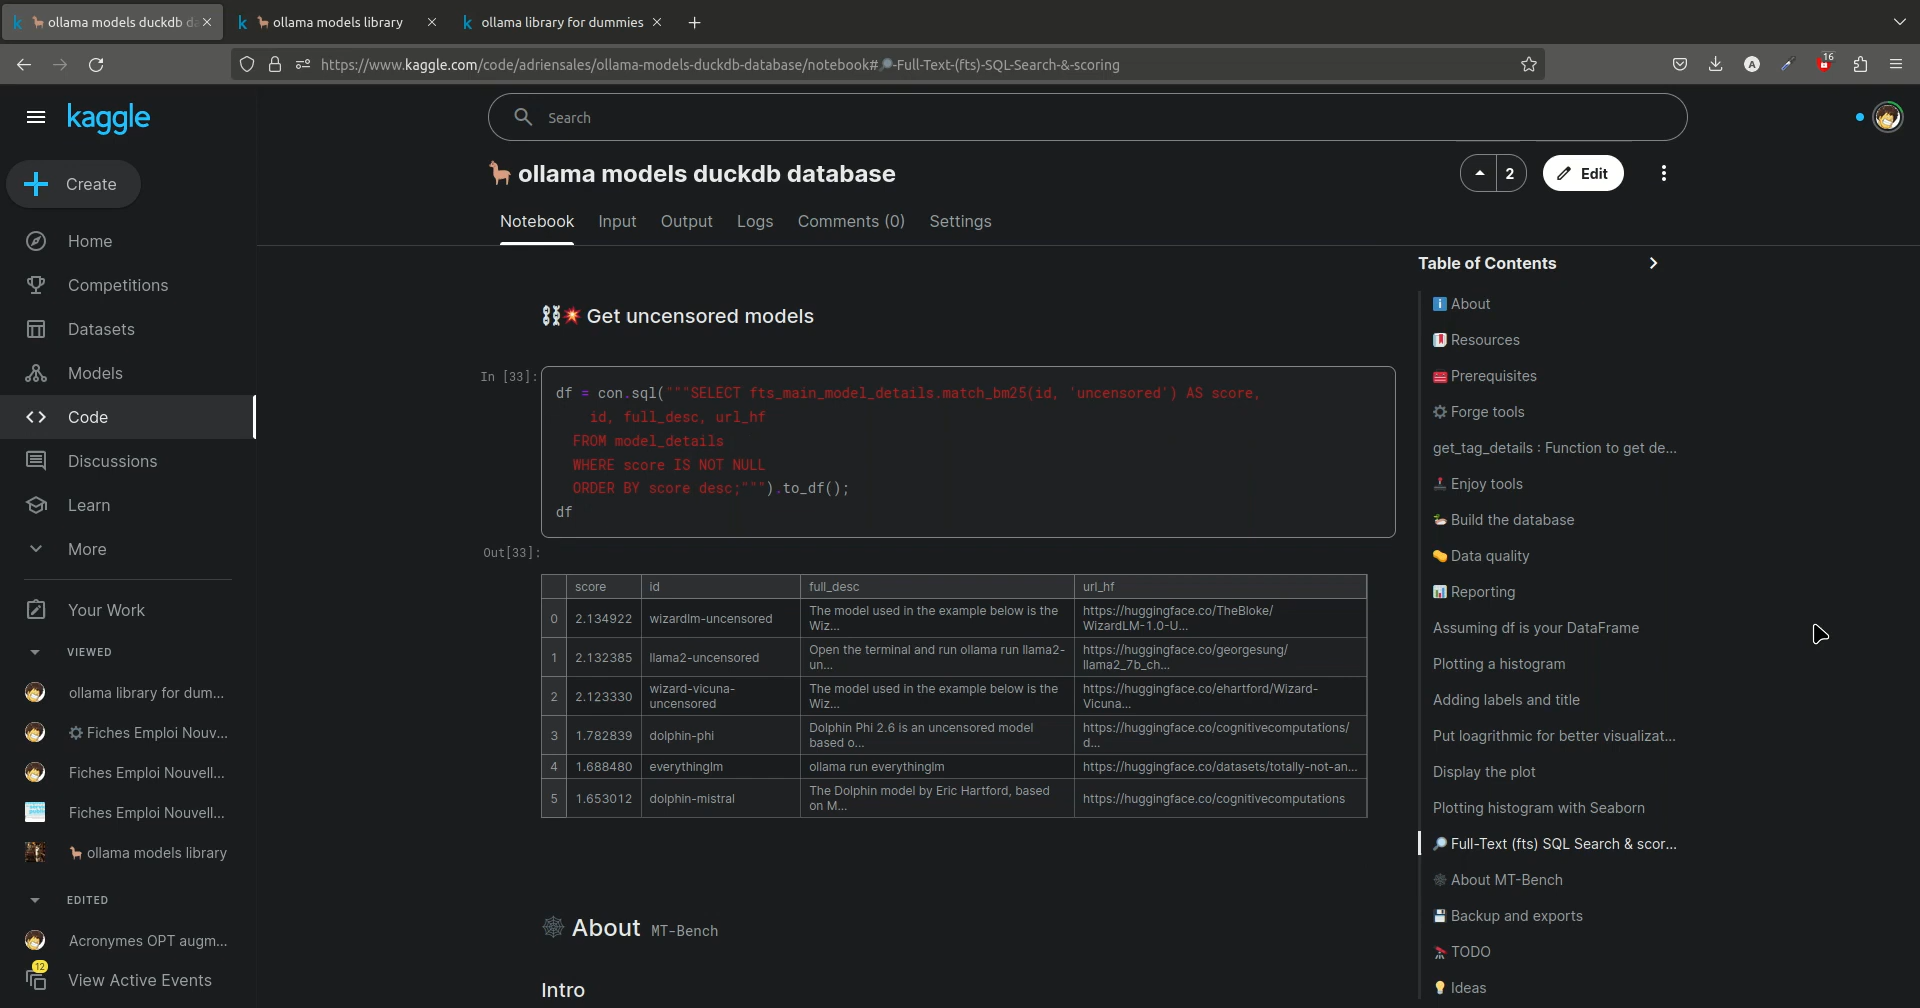 ollama models duckdb da
ollama models library
ollama library for dummies
https://www.kaggle.com/code/adriensales/ollama-models-duckdb-database/notebook#🔎-Full-Text-(fts)-SQL-Search-&-scoring
A
16
kaggle
Search
Create
Home
Competitions
Datasets
Models
Code
Discussions
Learn
More
Your Work
VIEWED
ollama library for dum...
⚙️ Fiches Emploi Nouv...
Fiches Emploi Nouvell...
Fiches Emploi Nouvell...
🦙 ollama models library
EDITED
Acronymes OPT augm...
12
View Active Events
🦙 ollama models duckdb database
2
Edit
Notebook Input Output Logs Comments (0) Settings
⛓️💥 Get uncensored models
In [33]:
df = con.sql("""SELECT fts_main_model_details.match_bm25(id, 'uncensored') AS score,
id, full_desc, url_hf
FROM model_details
WHERE score IS NOT NULL
ORDER BY score desc;""").to_df();
df
Out[33]:
score id full_desc url_hf
0 2.134922 wizardlm-uncensored The model used in the example below is the Wiz... https://huggingface.co/TheBloke/WizardLM-1.0-U...
1 2.132385 llama2-uncensored Open the terminal and run ollama run llama2-un... https://huggingface.co/georgesung/llama2_7b_ch...
2 2.123330 wizard-vicuna-uncensored The model used in the example below is the Wiz... https://huggingface.co/ehartford/Wizard-Vicuna...
3 1.782839 dolphin-phi Dolphin Phi 2.6 is an uncensored model based o... https://huggingface.co/cognitivecomputations/d...
4 1.688480 everythinglm ollama run everythinglm https://huggingface.co/datasets/totally-not-an...
5 1.653012 dolphin-mistral The Dolphin model by Eric Hartford, based on M... https://huggingface.co/cognitivecomputations
🕸️ About MT-Bench
Intro
Table of Contents
ℹ️ About
Resources
Prerequisites
⚙️ Forge tools
get_tag_details : Function to get de...
🕹️ Enjoy tools
Build the database
Data quality
📊 Reporting
Assuming df is your DataFrame
Plotting a histogram
Adding labels and title
Put loagrithmic for better visualizat...
Display the plot
Plotting histogram with Seaborn
🔎 Full-Text (fts) SQL Search & scor...
🕸️ About MT-Bench
💾 Backup and exports
TODO
💡 Ideas